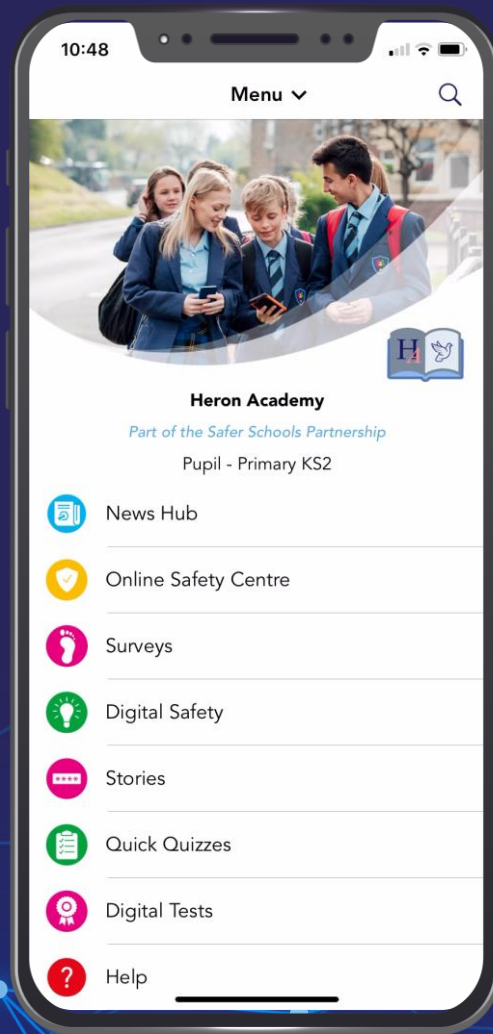 10:48
Menu
HA
Heron Academy
Part of the Safer Schools Partnership
Pupil - Primary KS2
News Hub
Online Safety Centre
Surveys
Digital Safety
Stories
Quick Quizzes
Digital Tests
? Help